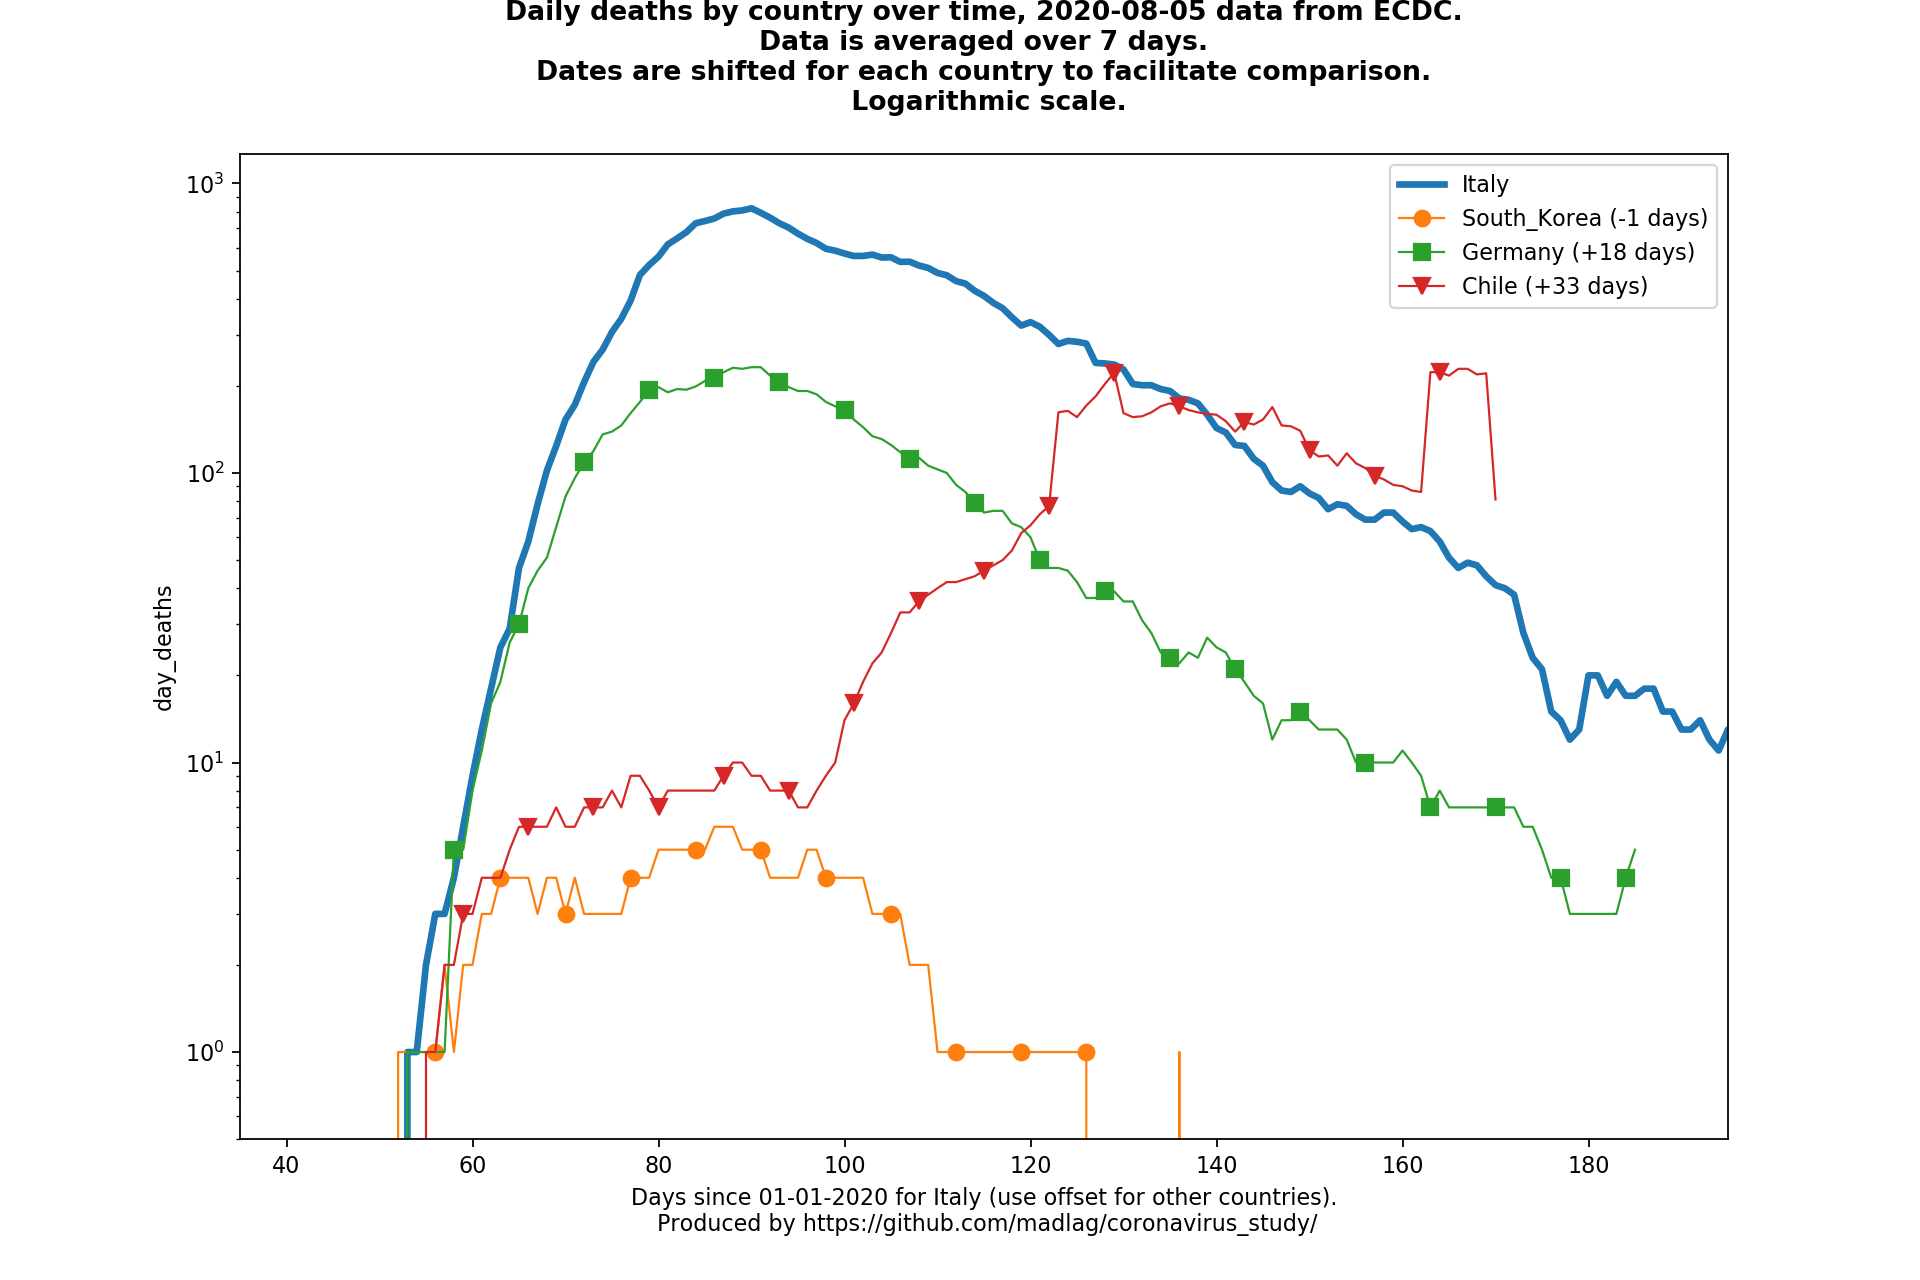 Daily deaths by country over time, 2020-08-05 data from ECDC.
Data is averaged over 7 days.
Dates are shifted for each country to facilitate comparison.
Logarithmic scale.
10³
10²
10¹
10⁰
day_deaths
Italy
South_Korea (-1 days)
Germany (+18 days)
Chile (+33 days)
40 60 80 100 120 140 160 180
Days since 01-01-2020 for Italy (use offset for other countries).
Produced by https://github.com/madlag/coronavirus_study/